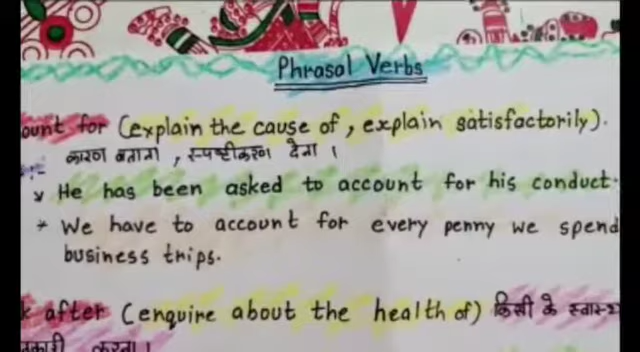 Phrasal Verbs
ount for (explain the cause of, explain satisfactorily).
कारण बताना, स्पष्टीकरण देना।
* He has been asked to account for his conduct.
* We have to account for every penny we spend
business trips.
k after (enquire about the health of) किसी के स्वास्थ्य
नकारी करना।